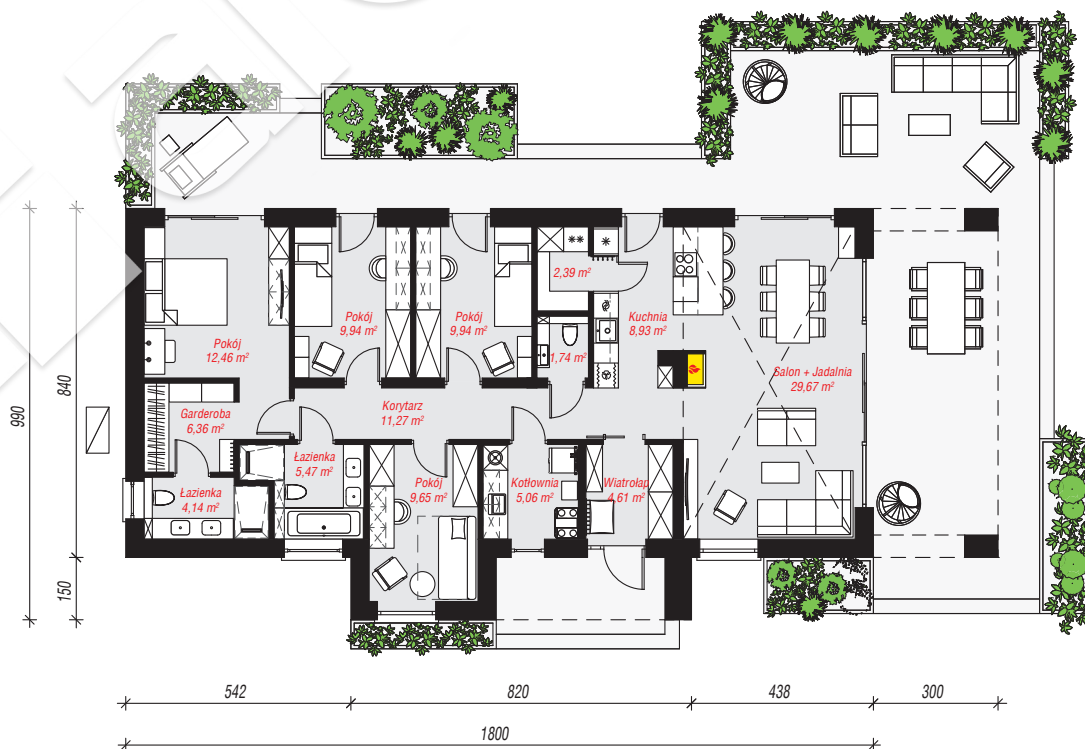 2,39 m²
Pokój
9,94 m²
Pokój
9,94 m²
Kuchnia
8,93 m²
Pokój
12,46 m²
1,74 m²
Salon + Jadalnia
29,67 m²
Garderoba
6,36 m²
Korytarz
11,27 m²
Łazienka
5,47 m²
Pokój
9,65 m²
Kotłownia
5,06 m²
Wiatrołap
4,61 m²
Łazienka
4,14 m²
990
840
150
542
820
438
300
1800